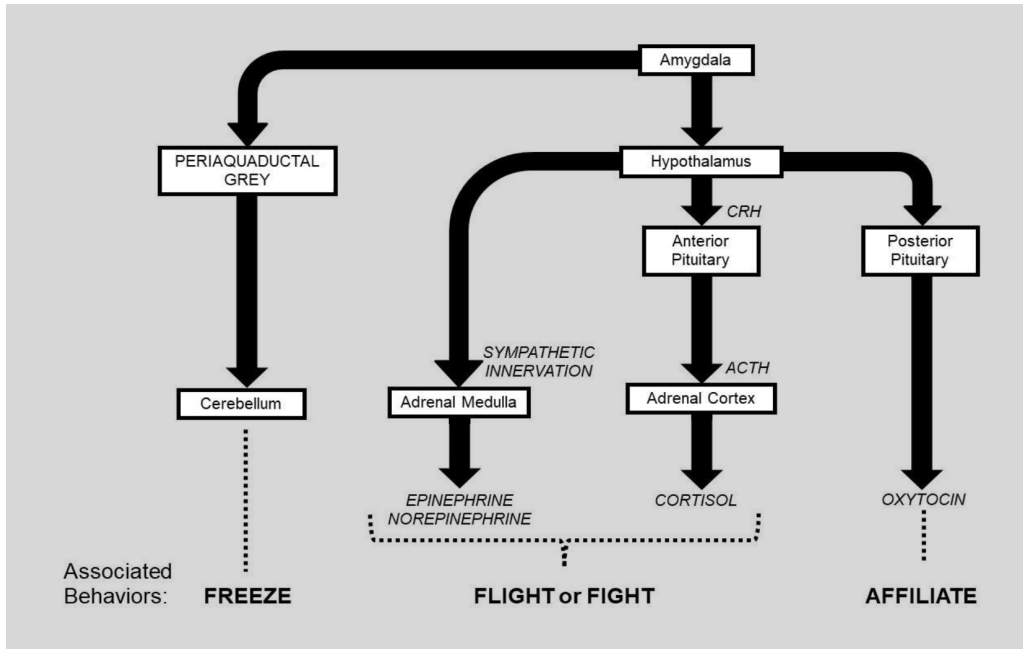 Amygdala
PERIAQUADUCTAL
GREY
Hypothalamus
CRH
Anterior
Pituitary
Posterior
Pituitary
SYMPATHETIC
INNERVATION
ACTH
Cerebellum
Adrenal Medulla
Adrenal Cortex
EPINEPHRINE
NOREPINEPHRINE
CORTISOL
OXYTOCIN
Associated
Behaviors:
FREEZE
FLIGHT or FIGHT
AFFILIATE